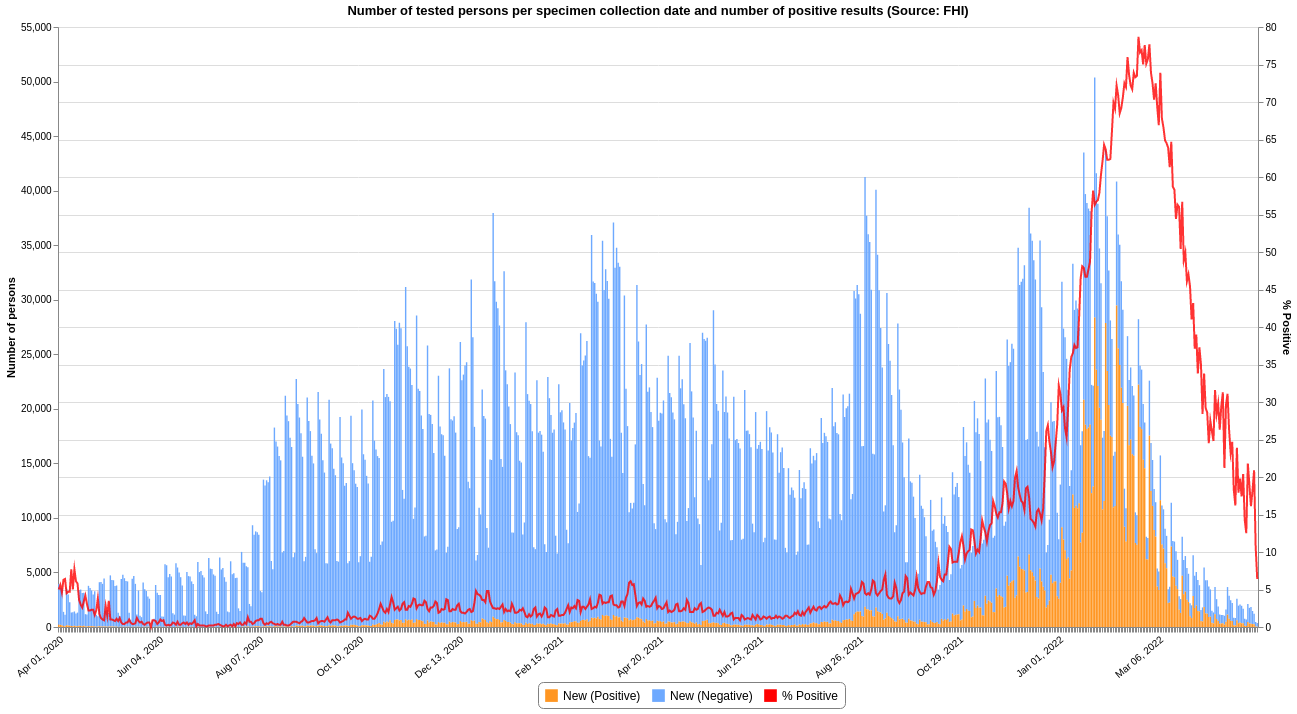 Number of tested persons per specimen collection date and number of positive results (Source: FHI)
55,000
50,000
45,000
40,000
35,000
30,000
25,000
20,000
15,000
10,000
5,000
0
Number of persons
80
75
70
65
60
55
50
45
40
35
30
25
20
15
10
5
0
% Positive
Apr 01, 2020
Jun 04, 2020
Aug 07, 2020
Oct 10, 2020
Dec 13, 2020
Feb 15, 2021
Apr 20, 2021
Jun 23, 2021
Aug 26, 2021
Oct 29, 2021
Jan 01, 2022
Mar 06, 2022
New (Positive) New (Negative) % Positive